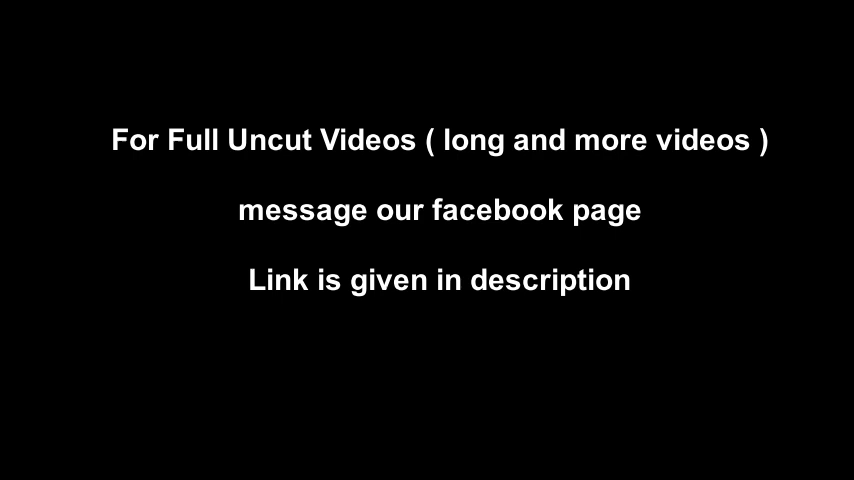 For Full Uncut Videos ( long and more videos )
message our facebook page
Link is given in description